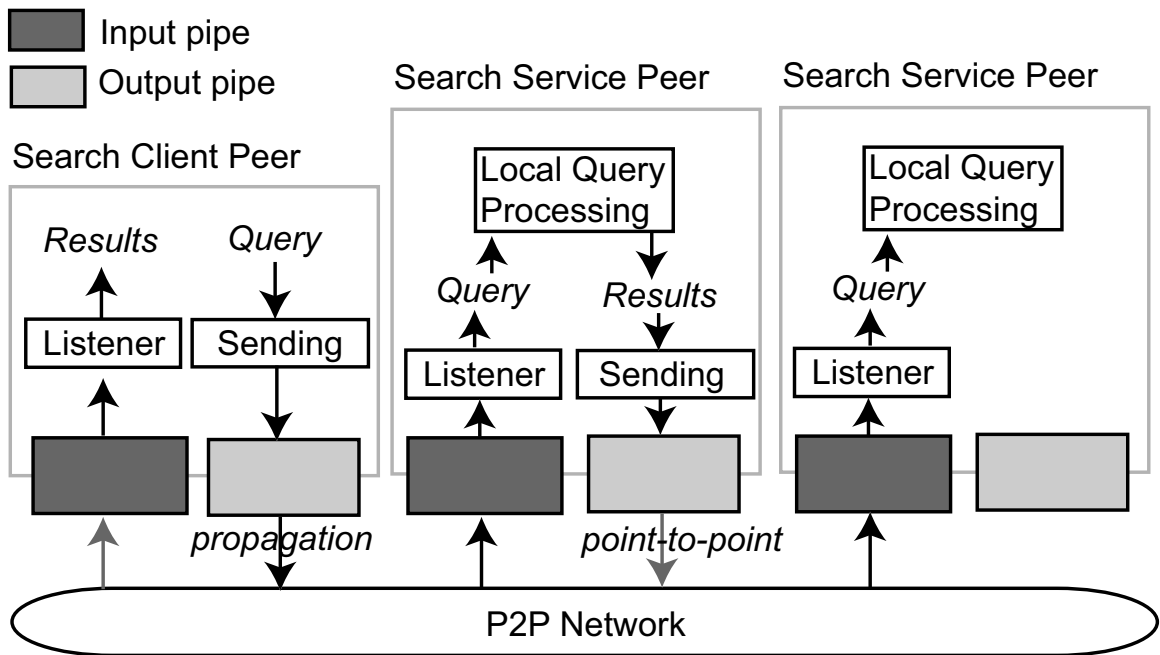 Input pipe
Output pipe
Search Client Peer
Results
Query
Listener
Sending
propagation
Search Service Peer
Local Query
Processing
Query
Results
Listener
Sending
point-to-point
Search Service Peer
Local Query
Processing
Query
Listener
P2P Network